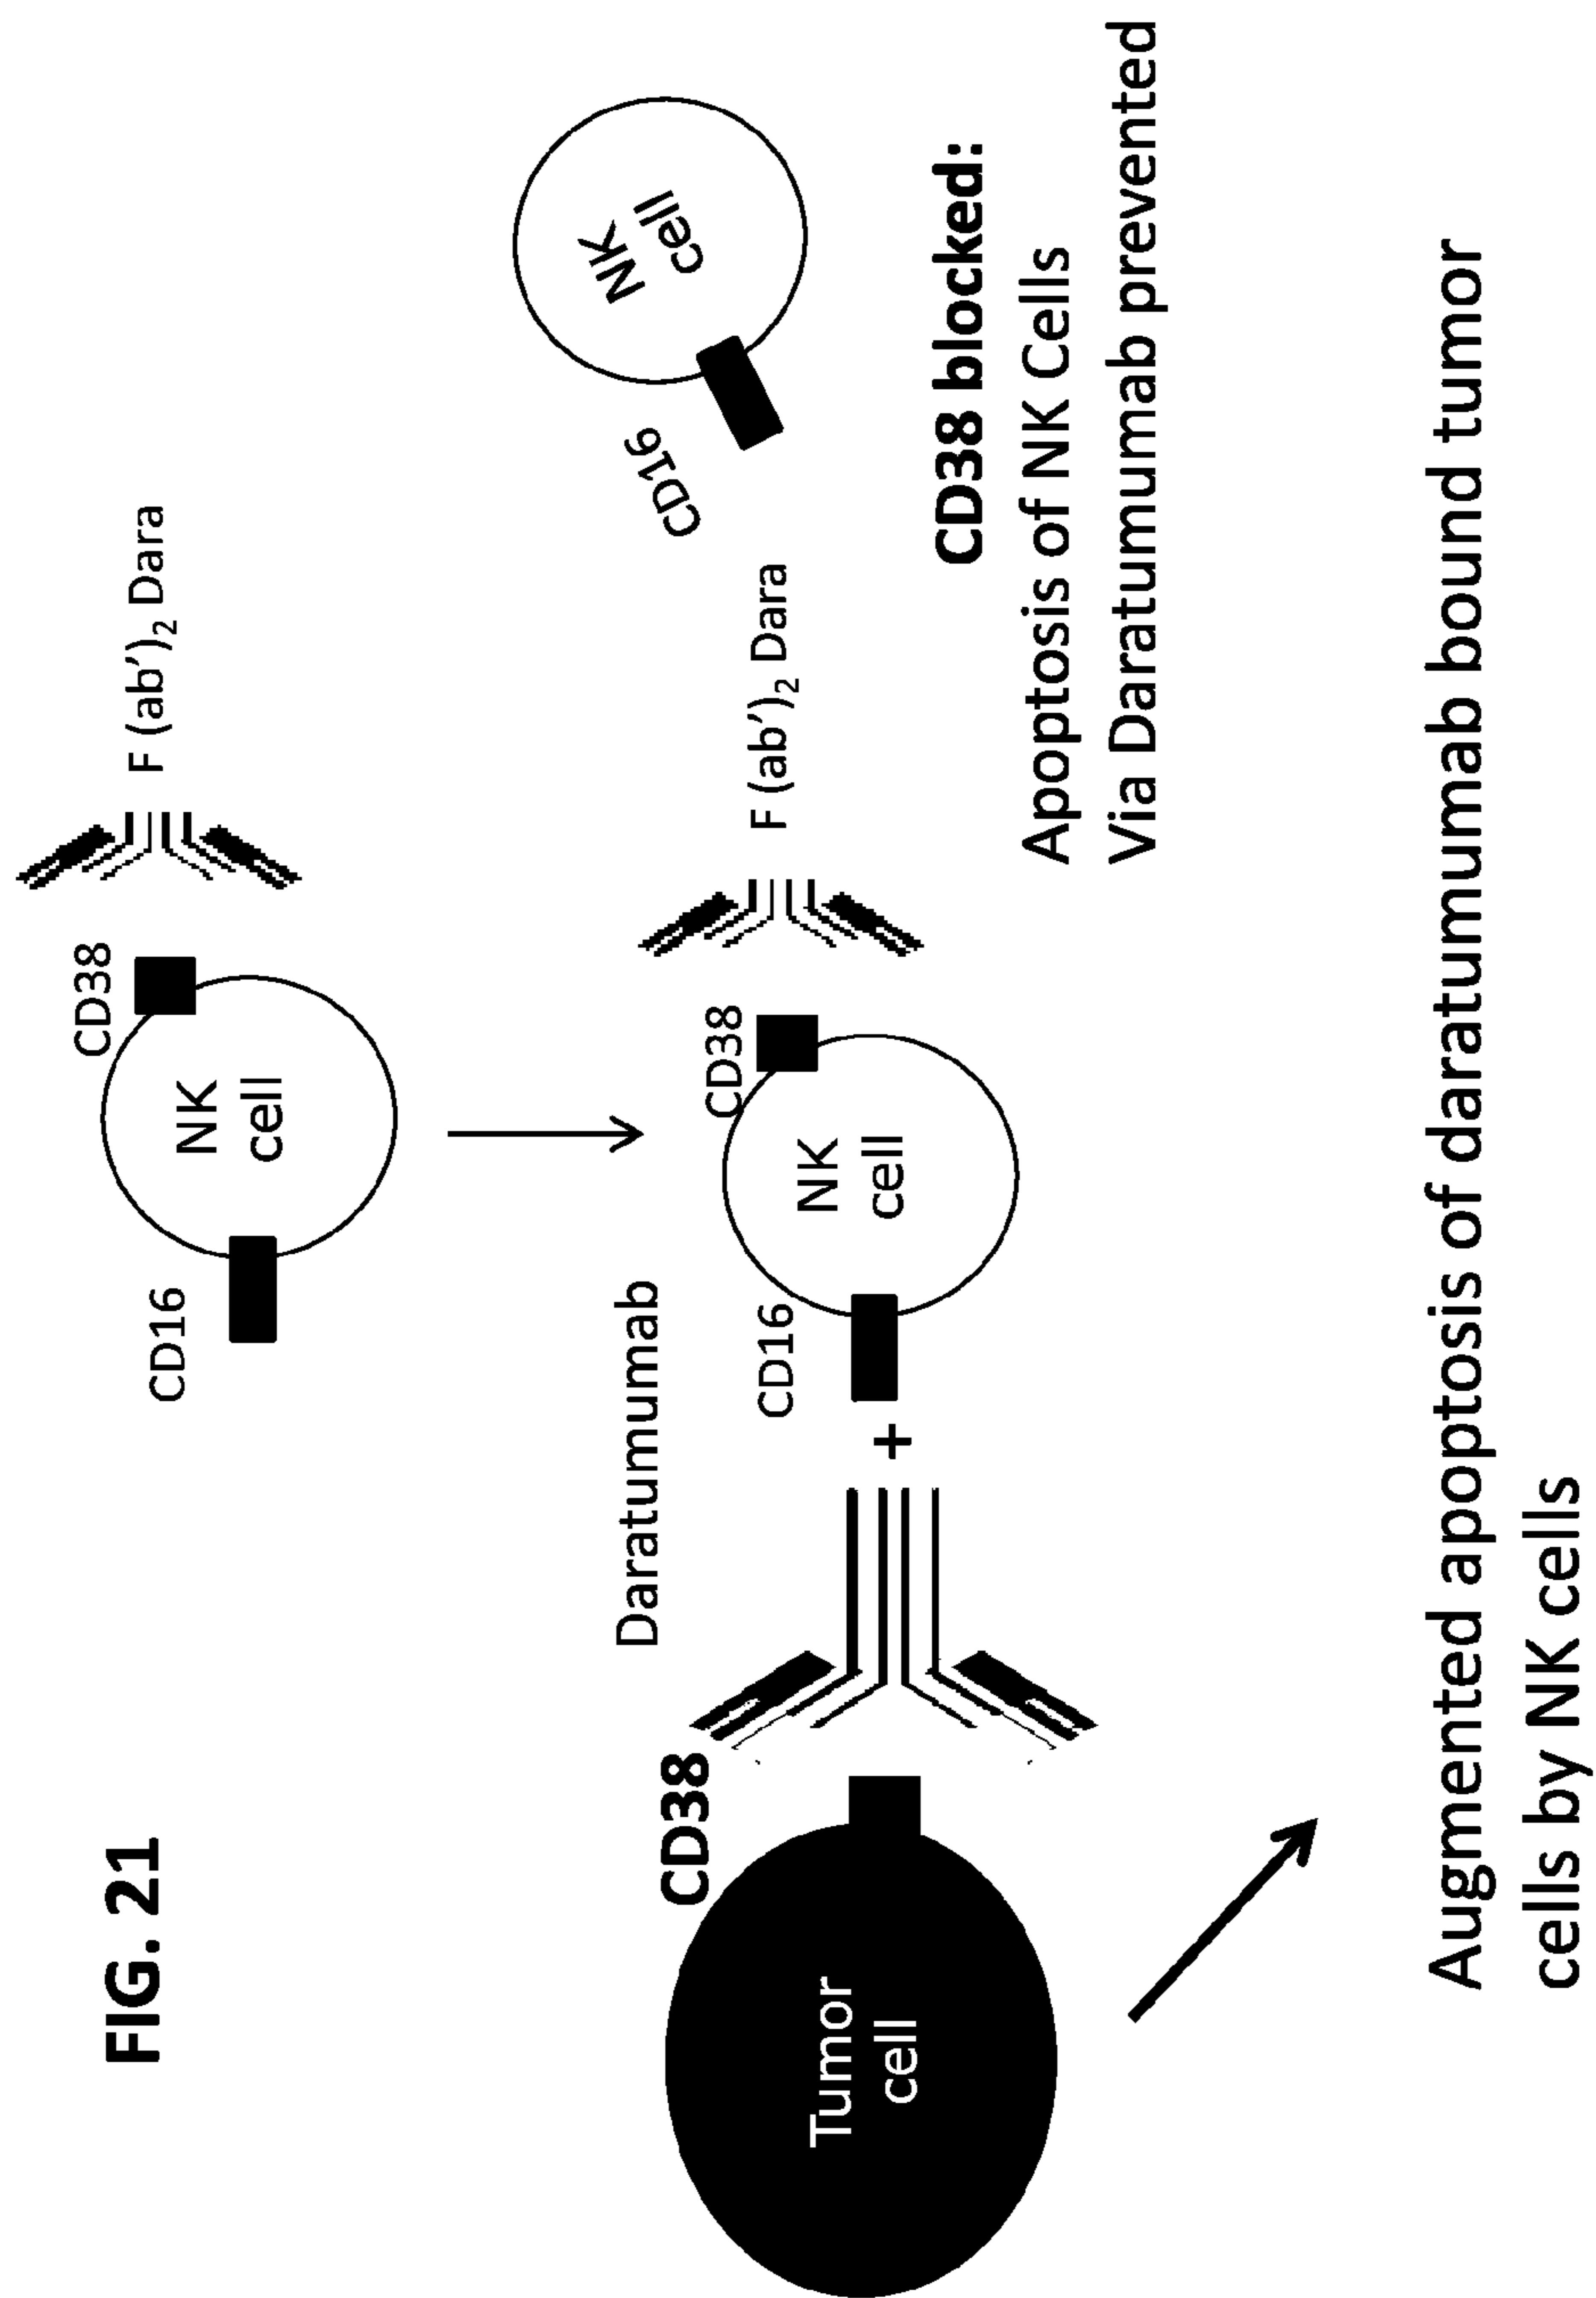 FIG. 21
CD16
NK
cell
CD38
F (ab')₂ Dara
Daratumumab
CD38
Tumor
cell
+
CD16
NK
cell
CD38
F (ab')₂ Dara
CD16
NK
cell
CD38 blocked:
Apoptosis of NK Cells
Via Daratumumab prevented
Augmented apoptosis of daratumumab bound tumor
cells by NK cells